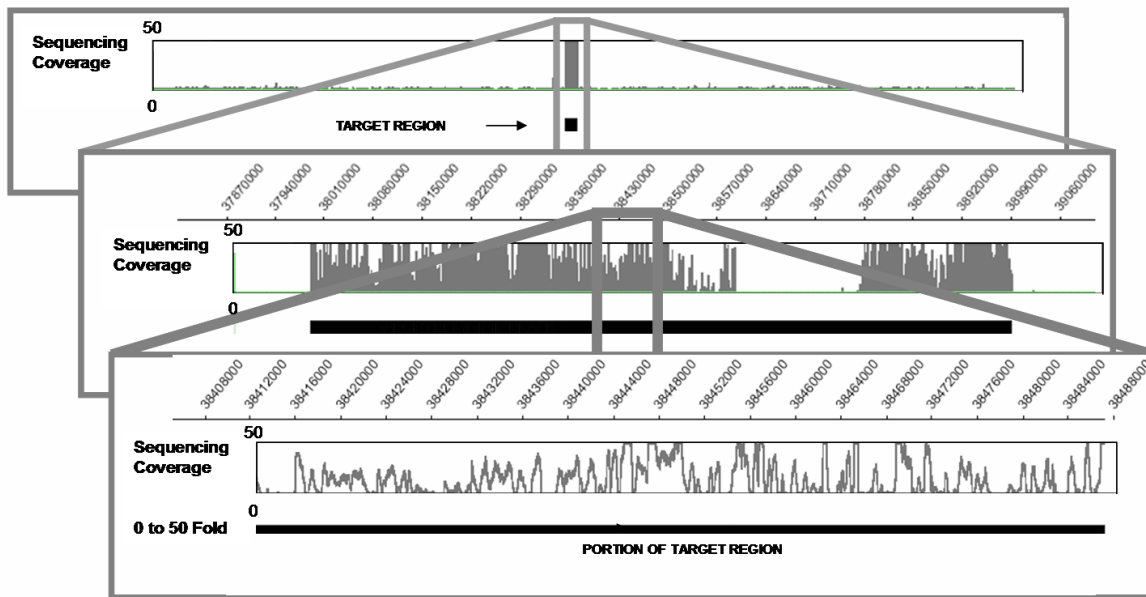 50
Sequencing
Coverage
0
TARGET REGION
37870000 37940000 38010000 38080000 38150000 38220000 38290000 38360000 38430000 38500000 38570000 38640000 38710000 38780000 38850000 38920000 38990000 39060000
50
Sequencing
Coverage
0
38408000 38412000 38416000 38420000 38424000 38428000 38432000 38436000 38440000 38444000 38448000 38452000 38456000 38460000 38464000 38468000 38472000 38476000 38480000 38484000 38488000
50
Sequencing
Coverage
0
0 to 50 Fold
PORTION OF TARGET REGION